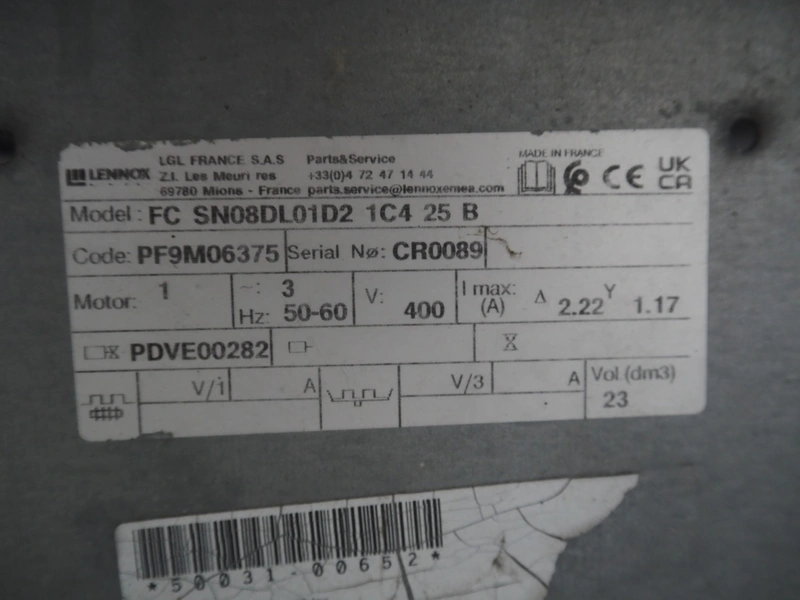 LENNOX
LGL FRANCE S.A.S Parts&Service
Z.I. Les Meuri res +33(0)4 72 47 14 44
69780 Mions - France parts.service@lennoxemea.com
MADE IN FRANCE
CE UK CA
Model : FC SN08DL01D2 1C4 25 B
Code: PF9M06375 Serial Nø: CR0089
Motor: 1 ~: 3 Hz: 50-60 V: 400 I max: (A) Δ 2.22 Y 1.17
PDVE00282
V/1 A V/3 A Vol (dm3)
23
*50031-00652*